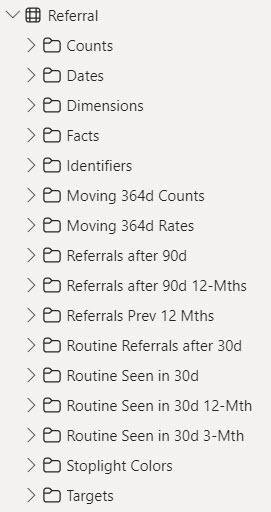 Referral
Counts
Dates
Dimensions
Facts
Identifiers
Moving 364d Counts
Moving 364d Rates
Referrals after 90d
Referrals after 90d 12-Mths
Referrals Prev 12 Mths
Routine Referrals after 30d
Routine Seen in 30d
Routine Seen in 30d 12-Mth
Routine Seen in 30d 3-Mth
Stoplight Colors
Targets